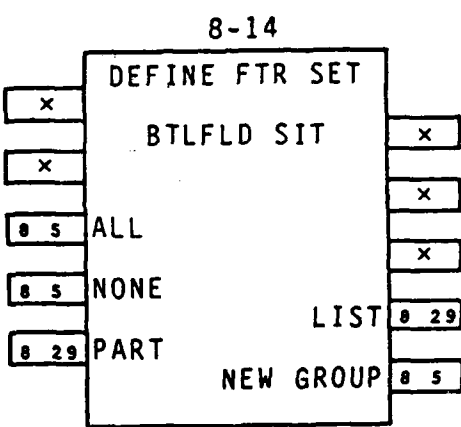 8-14
DEFINE FTR SET
×
BTLFLD SIT
×
×
×
8 5 ALL
×
8 5 NONE
LIST 8 29
8 29 PART
NEW GROUP 8 5